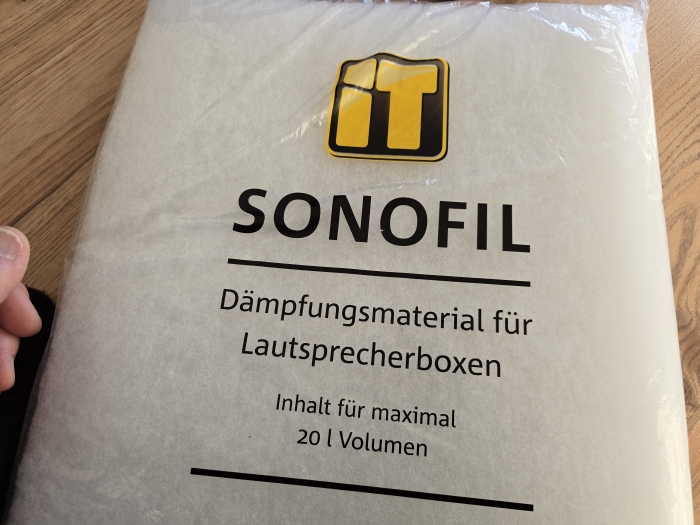 iT
SONOFIL
Dämpfungsmaterial für
Lautsprecherboxen
Inhalt für maximal
20 l Volumen